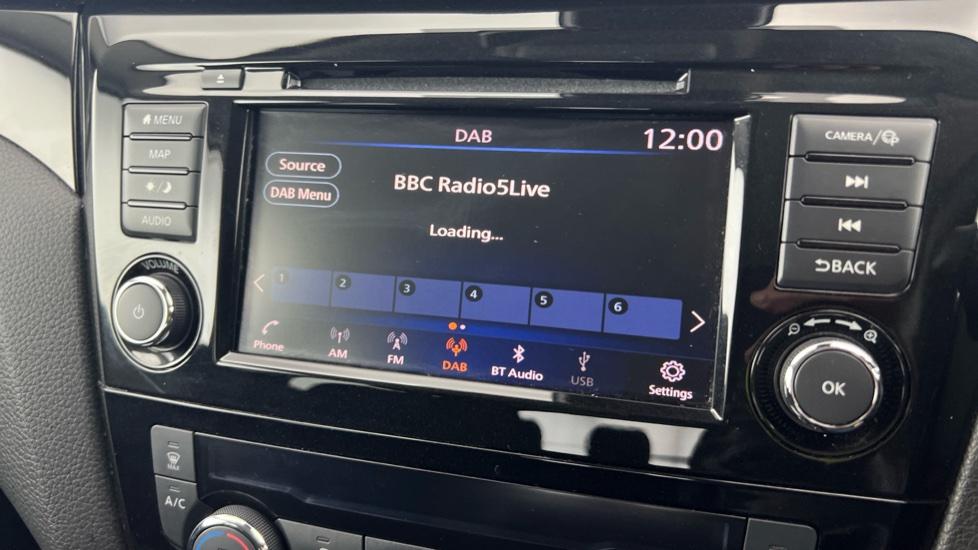 MENU
MAP
AUDIO
VOLUME
DAB
12:00
Source
DAB Menu
BBC Radio5Live
Loading...
1 2 3 4 5 6
Phone AM FM DAB BT Audio USB Settings
CAMERA/
BACK
OK
MAX
A/C